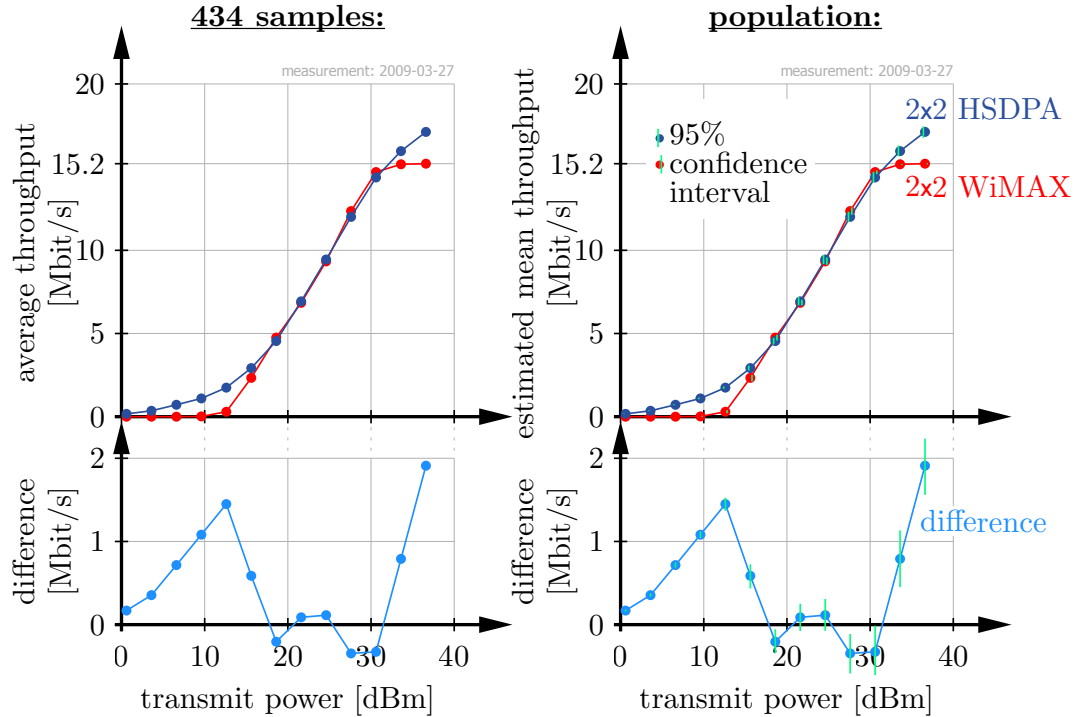 434 samples:
population:
measurement: 2009-03-27
measurement: 2009-03-27
20
15.2
10
5
0
average throughput
[Mbit/s]
20
15.2
10
5
0
estimated mean throughput
[Mbit/s]
95%
confidence
interval
2x2 HSDPA
2x2 WiMAX
2
1
0
difference
[Mbit/s]
0
10
20
30
40
transmit power [dBm]
2
1
0
difference
[Mbit/s]
difference
0
10
20
30
40
transmit power [dBm]